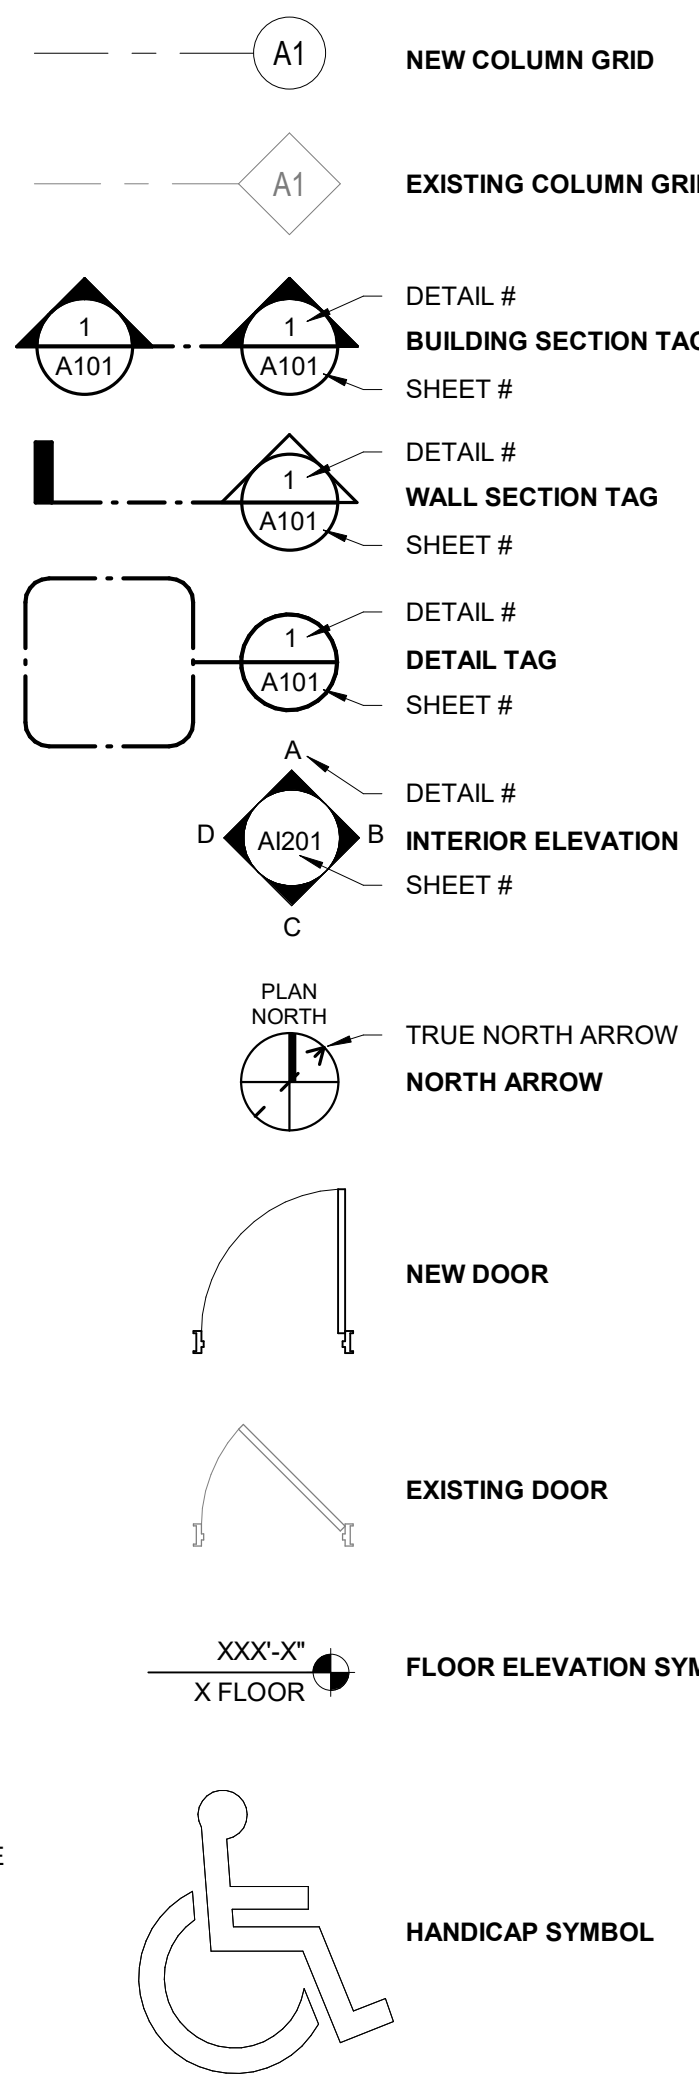 A1
NEW COLUMN GRID
A1
EXISTING COLUMN GRI
1
A101
1
A101
DETAIL #
BUILDING SECTION TA
SHEET #
1
A101
DETAIL #
WALL SECTION TAG
SHEET #
1
A101
DETAIL #
DETAIL TAG
SHEET #
A
D
AI201
B
C
DETAIL #
INTERIOR ELEVATION
SHEET #
PLAN
NORTH
TRUE NORTH ARROW
NORTH ARROW
NEW DOOR
EXISTING DOOR
XXX'-X"
X FLOOR
FLOOR ELEVATION SY
E
HANDICAP SYMBOL